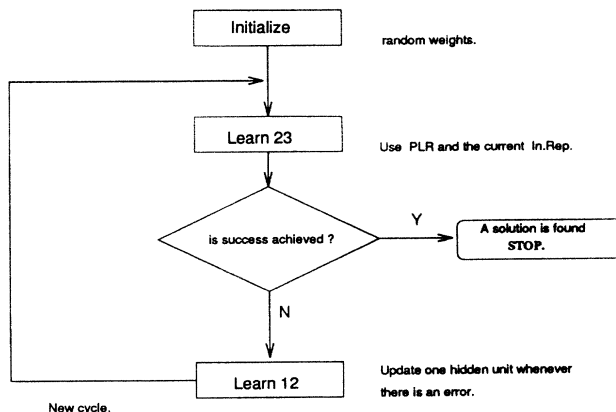 Initialize
random weights.
Learn 23
Use PLR and the current In.Rep.
is success achieved ?
Y
A solution is found
STOP.
N
Learn 12
Update one hidden unit whenever
there is an error.
New cycle.